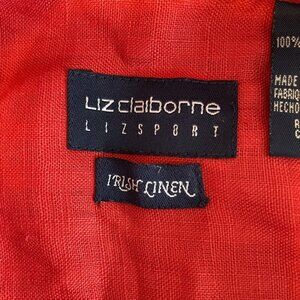 Liz claiborne
LIZSPORT
IRISH LINEN
100%
MADE
FABRIQ
HECHO